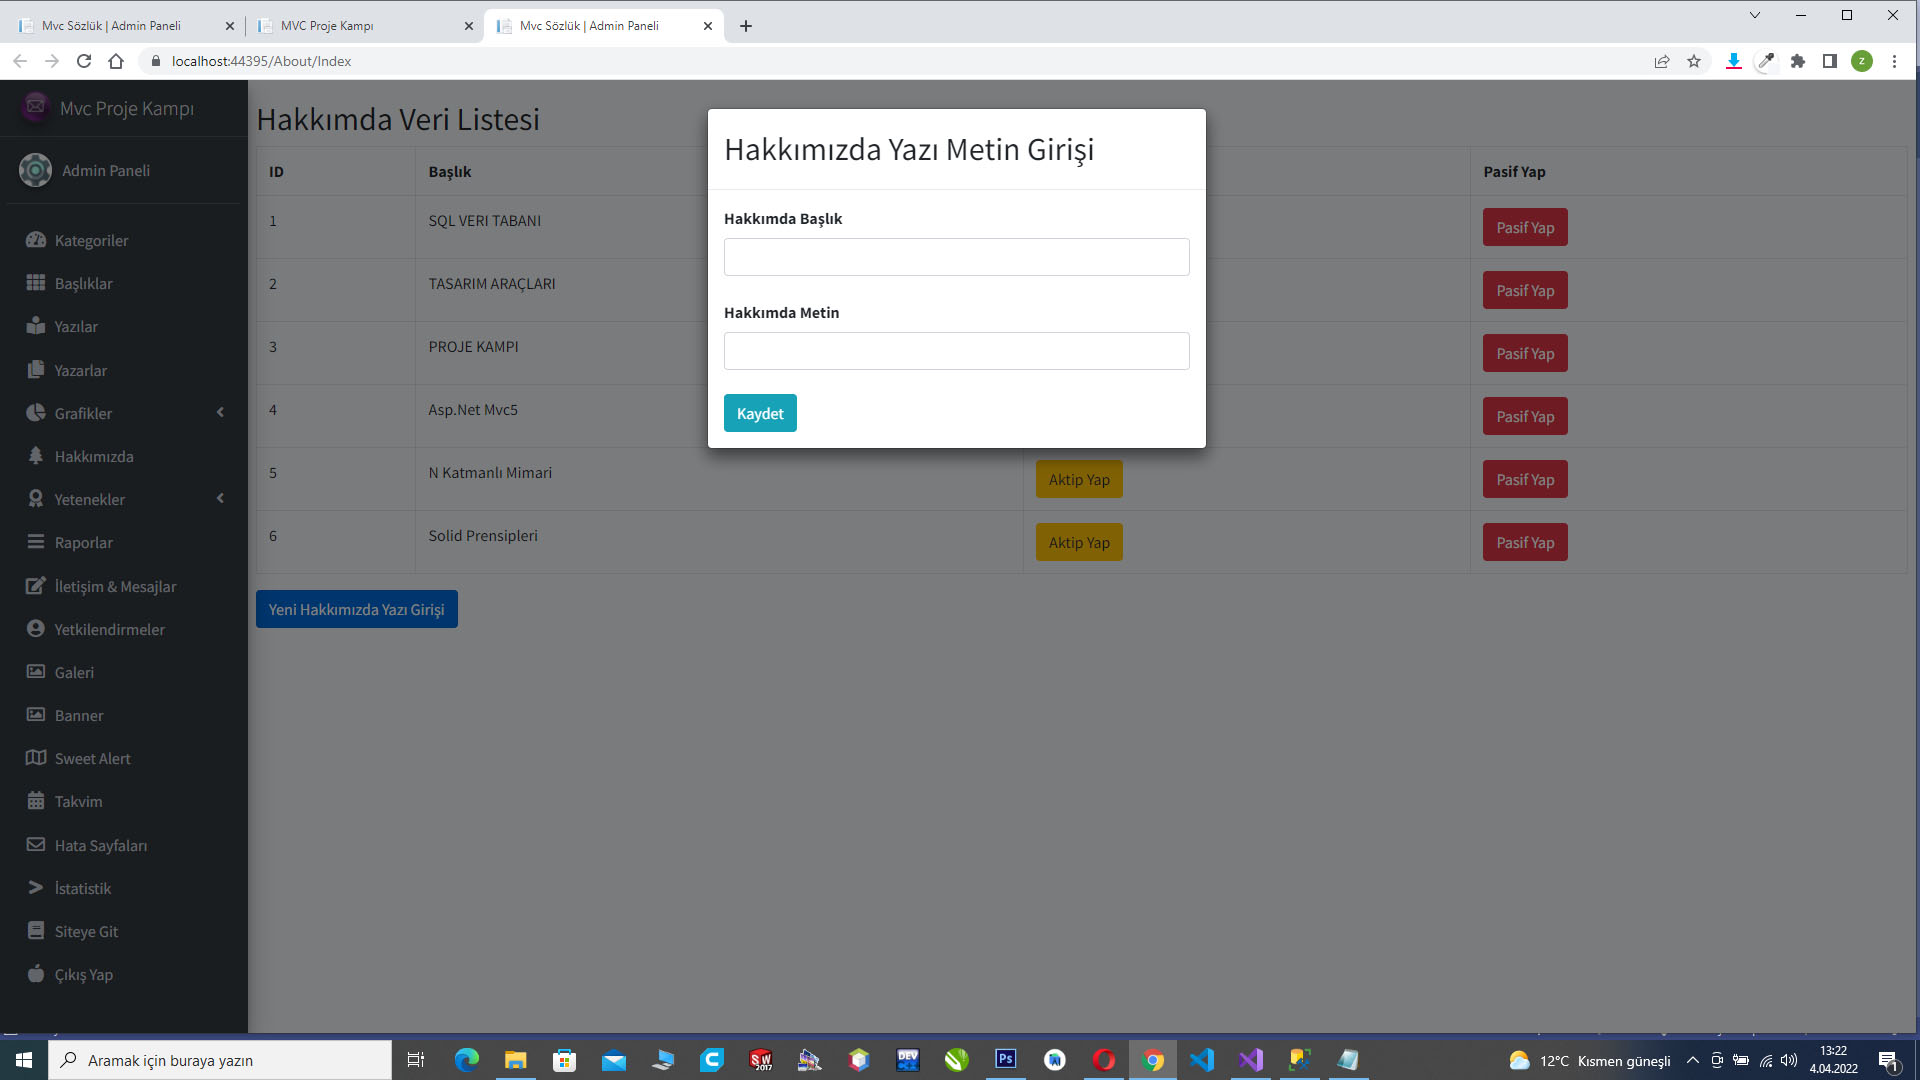 Mvc Sözlük | Admin Paneli
MVC Proje Kampı
Mvc Sözlük | Admin Paneli
localhost:44395/About/Index
z
Mvc Proje Kampı
Admin Paneli
Kategoriler
Başlıklar
Yazılar
Yazarlar
Grafikler
Hakkımızda
Yetenekler
Raporlar
İletişim & Mesajlar
Yetkilendirmeler
Galeri
Banner
Sweet Alert
Takvim
Hata Sayfaları
İstatistik
Siteye Git
Çıkış Yap
Hakkımda Veri Listesi
ID Başlık Pasif Yap
1 SQL VERI TABANI Pasif Yap
2 TASARIM ARAÇLARI Pasif Yap
3 PROJE KAMPI Pasif Yap
4 Asp.Net Mvc5 Pasif Yap
5 N Katmanlı Mimari Aktip Yap Pasif Yap
6 Solid Prensipleri Aktip Yap Pasif Yap
Yeni Hakkımızda Yazı Girişi
Hakkımızda Yazı Metin Girişi
Hakkımda Başlık
Hakkımda Metin
Kaydet
Aramak için buraya yazın
SW
2017
DEV
Ps
12°C Kısmen güneşli
13:22
4.04.2022
1